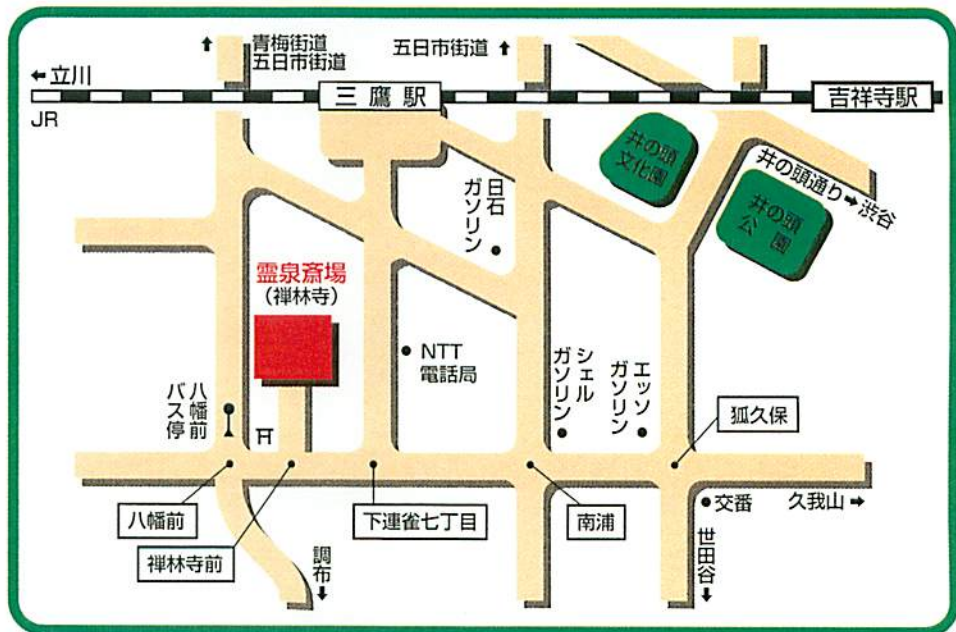 青梅街道
五日市街道
五日市街道
立川
三鷹駅
吉祥寺駅
JR
井の頭
文化園
井の頭通り
渋谷
井の頭
公園
日石
ガソリン
霊泉斎場
(禅林寺)
NTT
電話局
八幡前
バス停
シェル
ガソリン
エッソ
ガソリン
狐久保
八幡前
禅林寺前
下連雀七丁目
南浦
交番
久我山
調布
世田谷